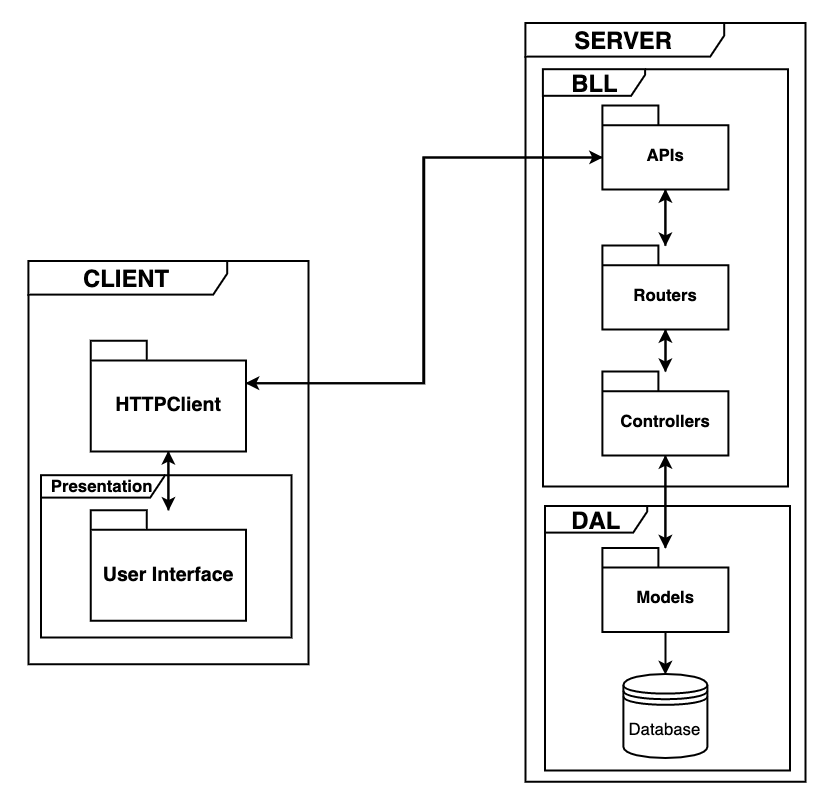 SERVER
BLL
APIs
Routers
Controllers
DAL
Models
Database
CLIENT
HTTPClient
Presentation
User Interface